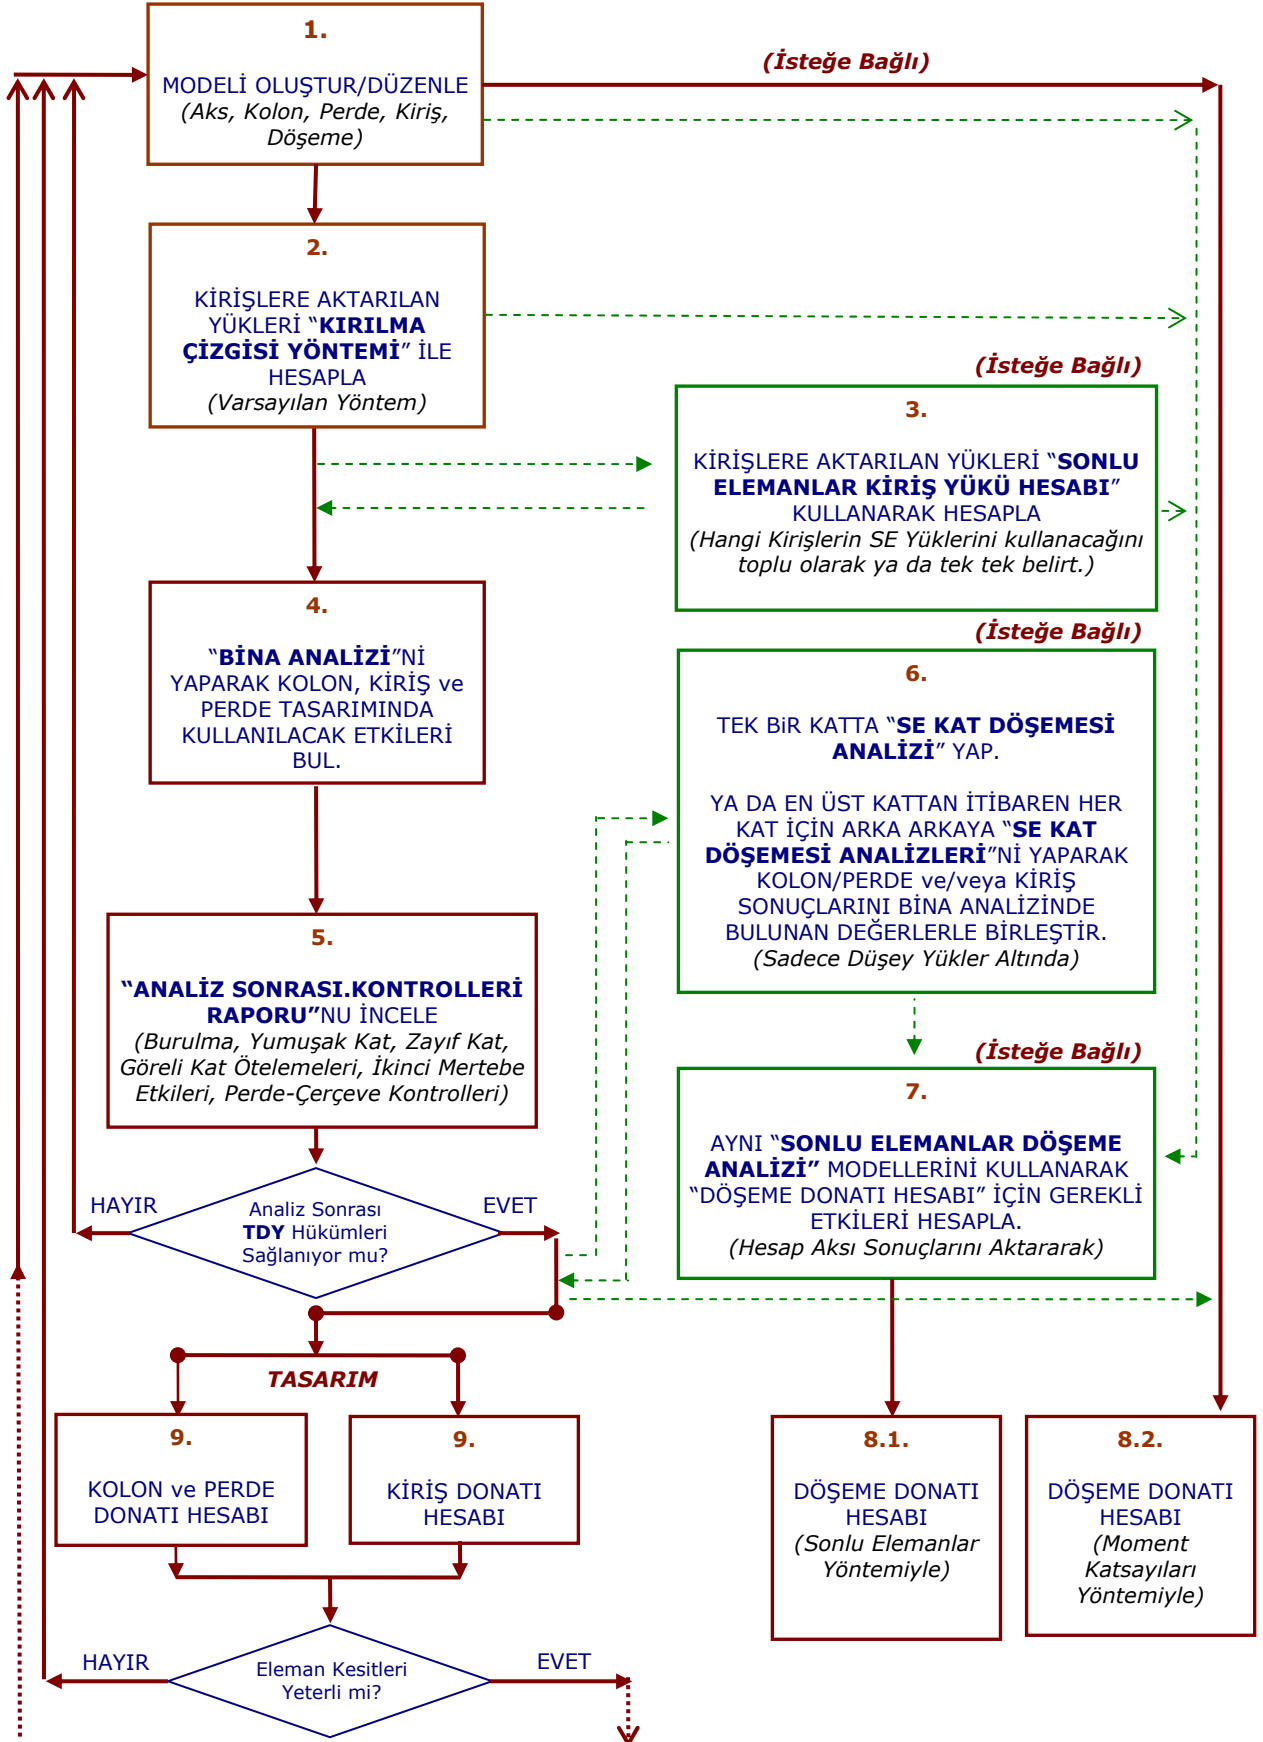 1.
MODELİ OLUŞTUR/DÜZENLE
(Aks, Kolon, Perde, Kiriş,
Döşeme)
(İsteğe Bağlı)
2.
KİRİŞLERE AKTARILAN
YÜKLERİ “KIRILMA
ÇİZGİSİ YÖNTEMİ” İLE
HESAPLA
(Varsayılan Yöntem)
(İsteğe Bağlı)
3.
KİRİŞLERE AKTARILAN YÜKLERİ “SONLU
ELEMANLAR KİRİŞ YÜKÜ HESABI”
KULLANARAK HESAPLA
(Hangi Kirişlerin SE Yüklerini kullanacağını
toplu olarak ya da tek tek belirt.)
4.
“BİNA ANALİZİ”Nİ
YAPARAK KOLON, KİRİŞ ve
PERDE TASARIMINDA
KULLANILACAK ETKİLERİ
BUL.
(İsteğe Bağlı)
6.
TEK BiR KATTA “SE KAT DÖŞEMESİ
ANALİZİ” YAP.
YA DA EN ÜST KATTAN İTİBAREN HER
KAT İÇİN ARKA ARKAYA “SE KAT
DÖŞEMESİ ANALİZLERİ”Nİ YAPARAK
KOLON/PERDE ve/veya KİRİŞ
SONUÇLARINI BİNA ANALİZİNDE
BULUNAN DEĞERLERLE BİRLEŞTİR.
(Sadece Düşey Yükler Altında)
5.
“ANALİZ SONRASI.KONTROLLERİ
RAPORU”NU İNCELE
(Burulma, Yumuşak Kat, Zayıf Kat,
Göreli Kat Ötelemeleri, İkinci Mertebe
Etkileri, Perde-Çerçeve Kontrolleri)
(İsteğe Bağlı)
7.
AYNI “SONLU ELEMANLAR DÖŞEME
ANALİZİ” MODELLERİNİ KULLANARAK
“DÖŞEME DONATI HESABI” İÇİN GEREKLİ
ETKİLERİ HESAPLA.
(Hesap Aksı Sonuçlarını Aktararak)
HAYIR
Analiz Sonrası
TDY Hükümleri
Sağlanıyor mu?
EVET
TASARIM
9.
KOLON ve PERDE
DONATI HESABI
9.
KİRİŞ DONATI
HESABI
8.1.
DÖŞEME DONATI
HESABI
(Sonlu Elemanlar
Yöntemiyle)
8.2.
DÖŞEME DONATI
HESABI
(Moment
Katsayıları
Yöntemiyle)
HAYIR
Eleman Kesitleri
Yeterli mi?
EVET